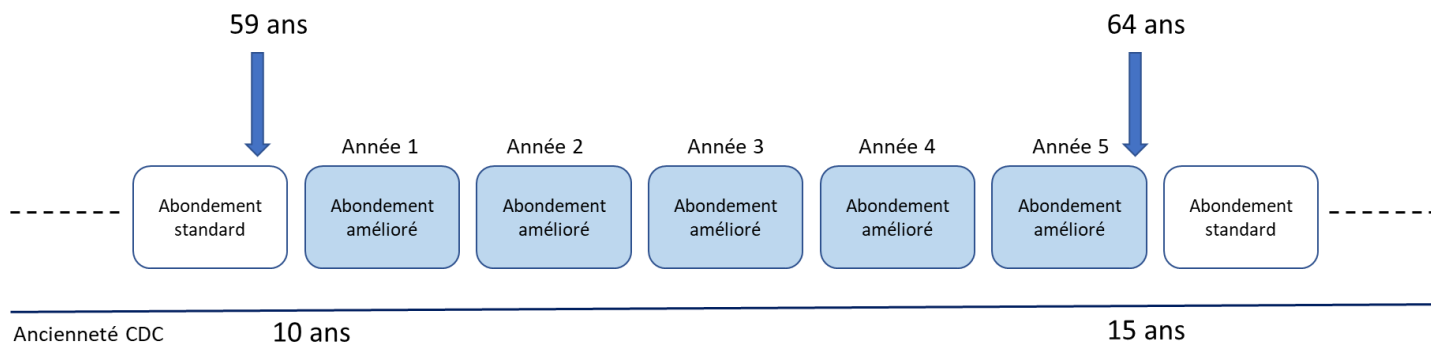 59 ans
64 ans
Année 1
Année 2
Année 3
Année 4
Année 5
Abondement
standard
Abondement
amélioré
Abondement
amélioré
Abondement
amélioré
Abondement
amélioré
Abondement
amélioré
Abondement
standard
Ancienneté CDC
10 ans
15 ans